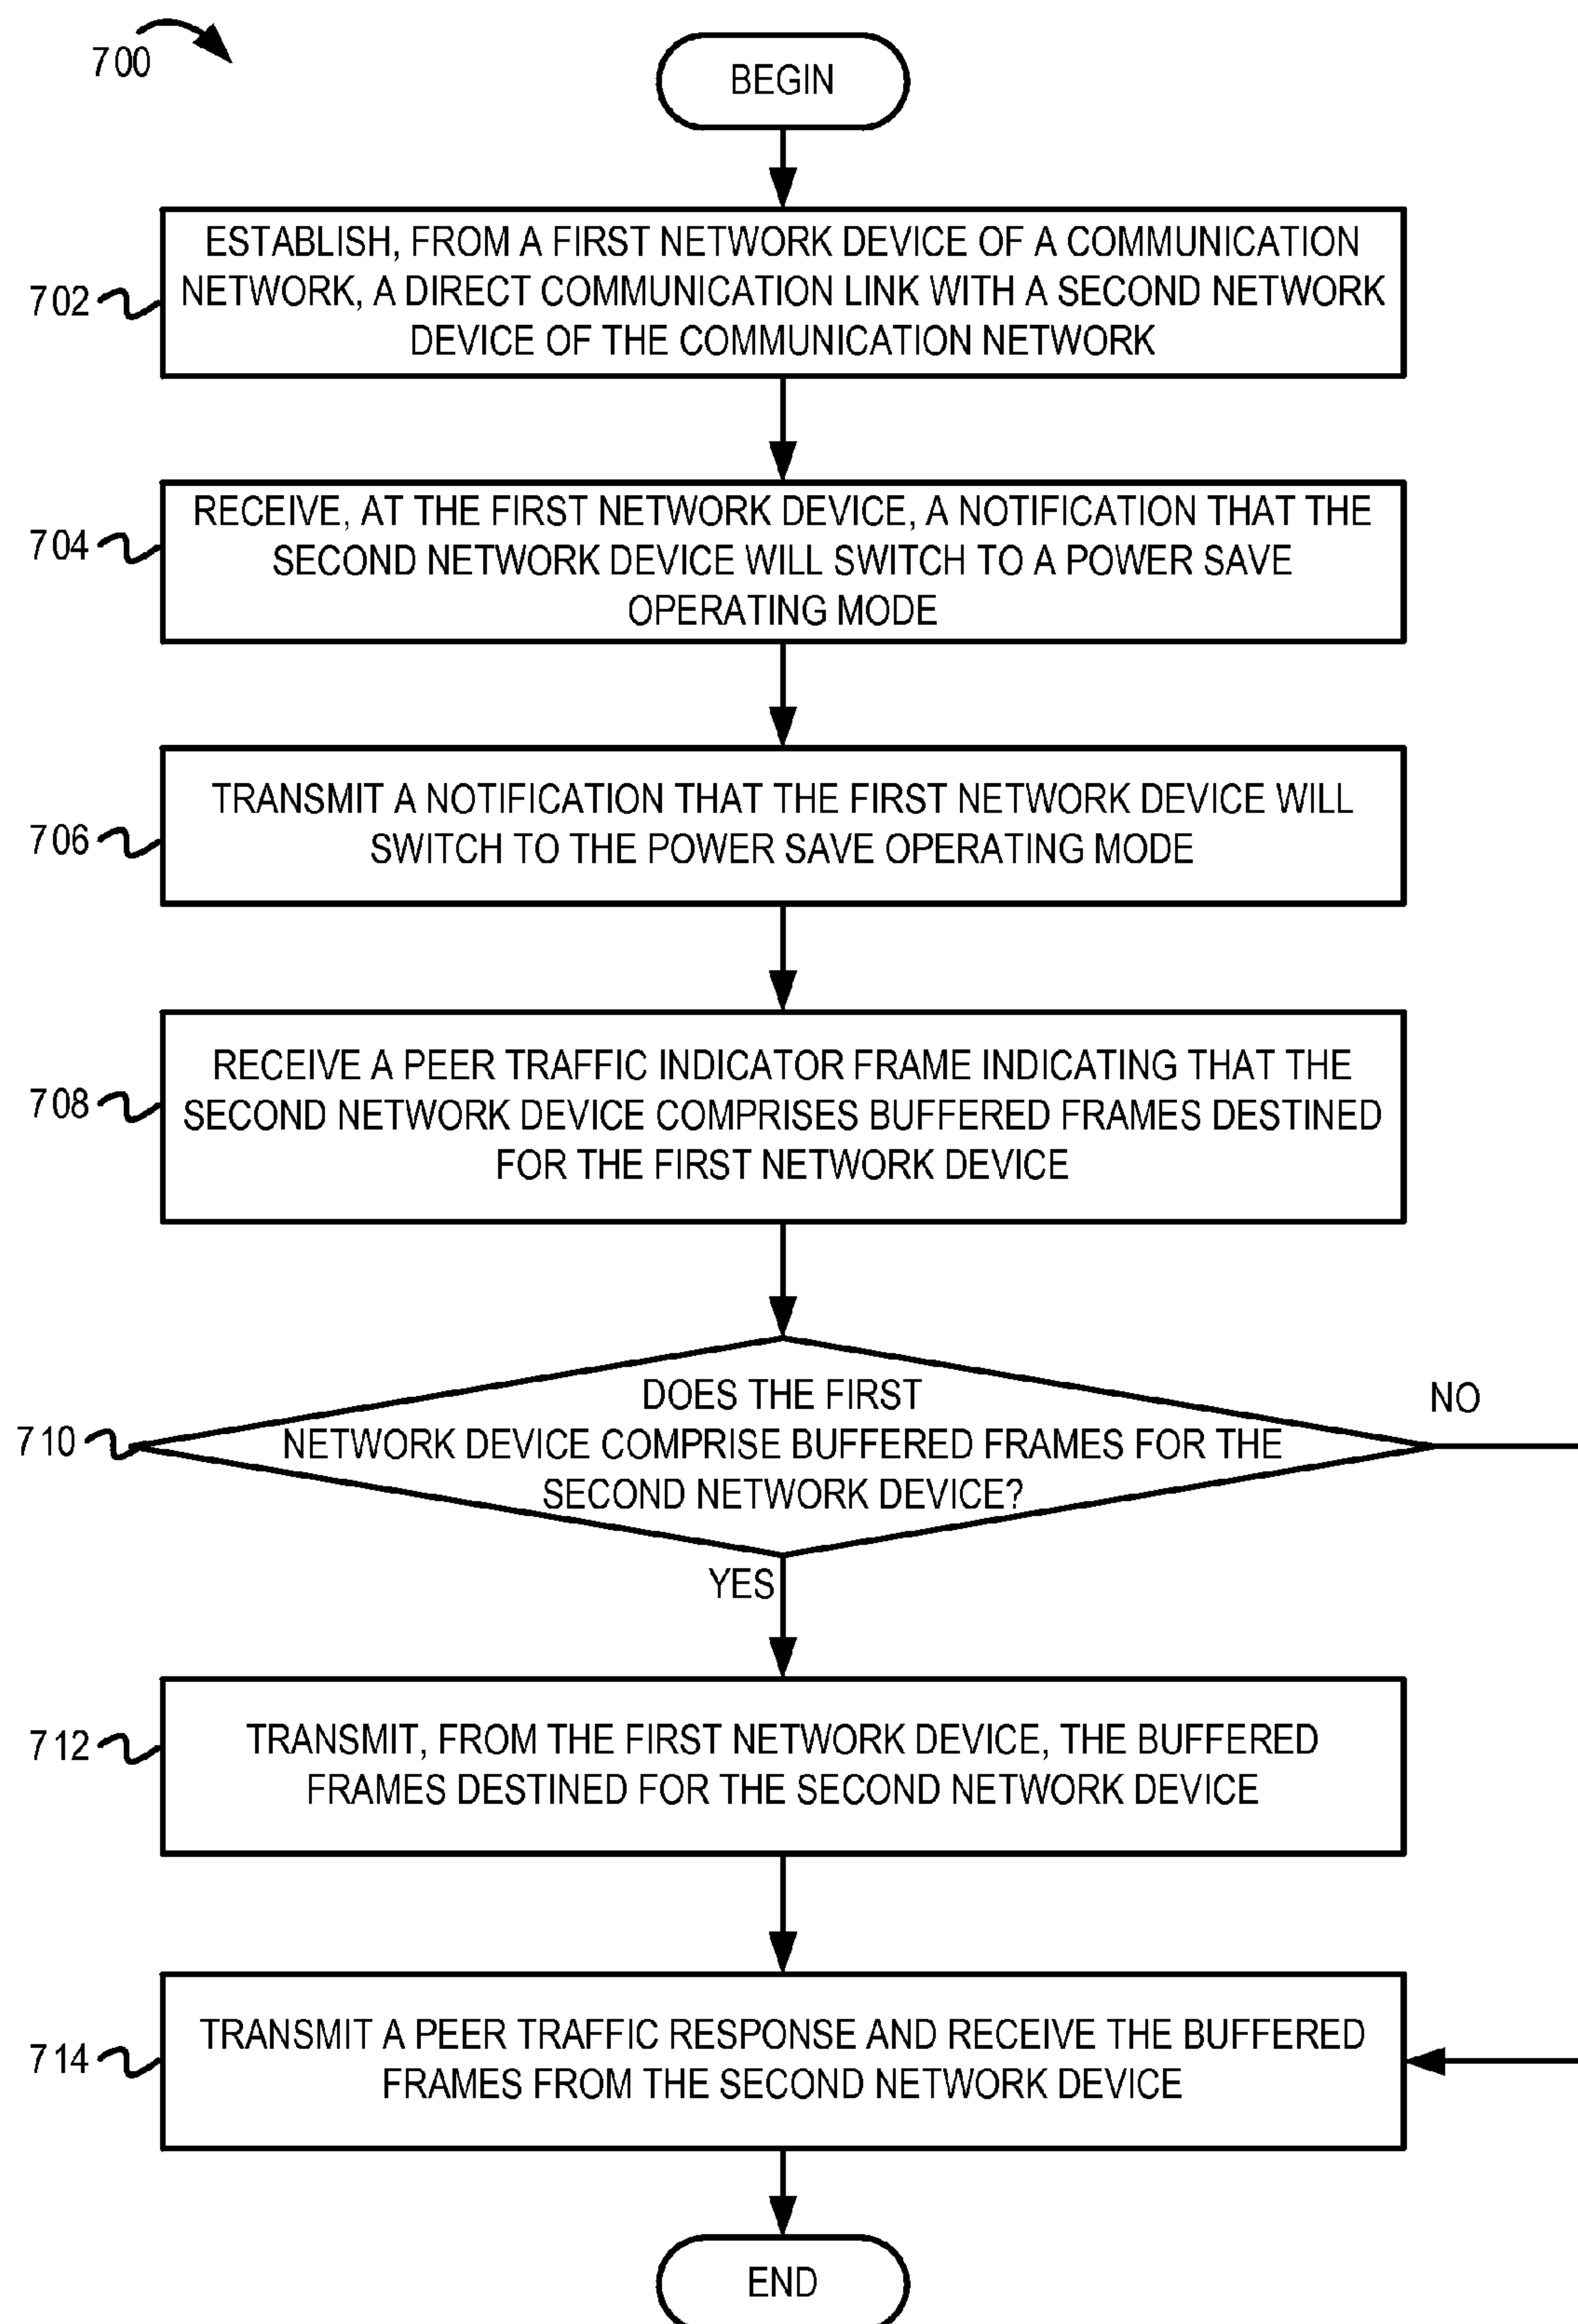 700
BEGIN
702
ESTABLISH, FROM A FIRST NETWORK DEVICE OF A COMMUNICATION
NETWORK, A DIRECT COMMUNICATION LINK WITH A SECOND NETWORK
DEVICE OF THE COMMUNICATION NETWORK
704
RECEIVE, AT THE FIRST NETWORK DEVICE, A NOTIFICATION THAT THE
SECOND NETWORK DEVICE WILL SWITCH TO A POWER SAVE
OPERATING MODE
706
TRANSMIT A NOTIFICATION THAT THE FIRST NETWORK DEVICE WILL
SWITCH TO THE POWER SAVE OPERATING MODE
708
RECEIVE A PEER TRAFFIC INDICATOR FRAME INDICATING THAT THE
SECOND NETWORK DEVICE COMPRISES BUFFERED FRAMES DESTINED
FOR THE FIRST NETWORK DEVICE
710
DOES THE FIRST
NETWORK DEVICE COMPRISE BUFFERED FRAMES FOR THE
SECOND NETWORK DEVICE?
NO
YES
712
TRANSMIT, FROM THE FIRST NETWORK DEVICE, THE BUFFERED
FRAMES DESTINED FOR THE SECOND NETWORK DEVICE
714
TRANSMIT A PEER TRAFFIC RESPONSE AND RECEIVE THE BUFFERED
FRAMES FROM THE SECOND NETWORK DEVICE
END